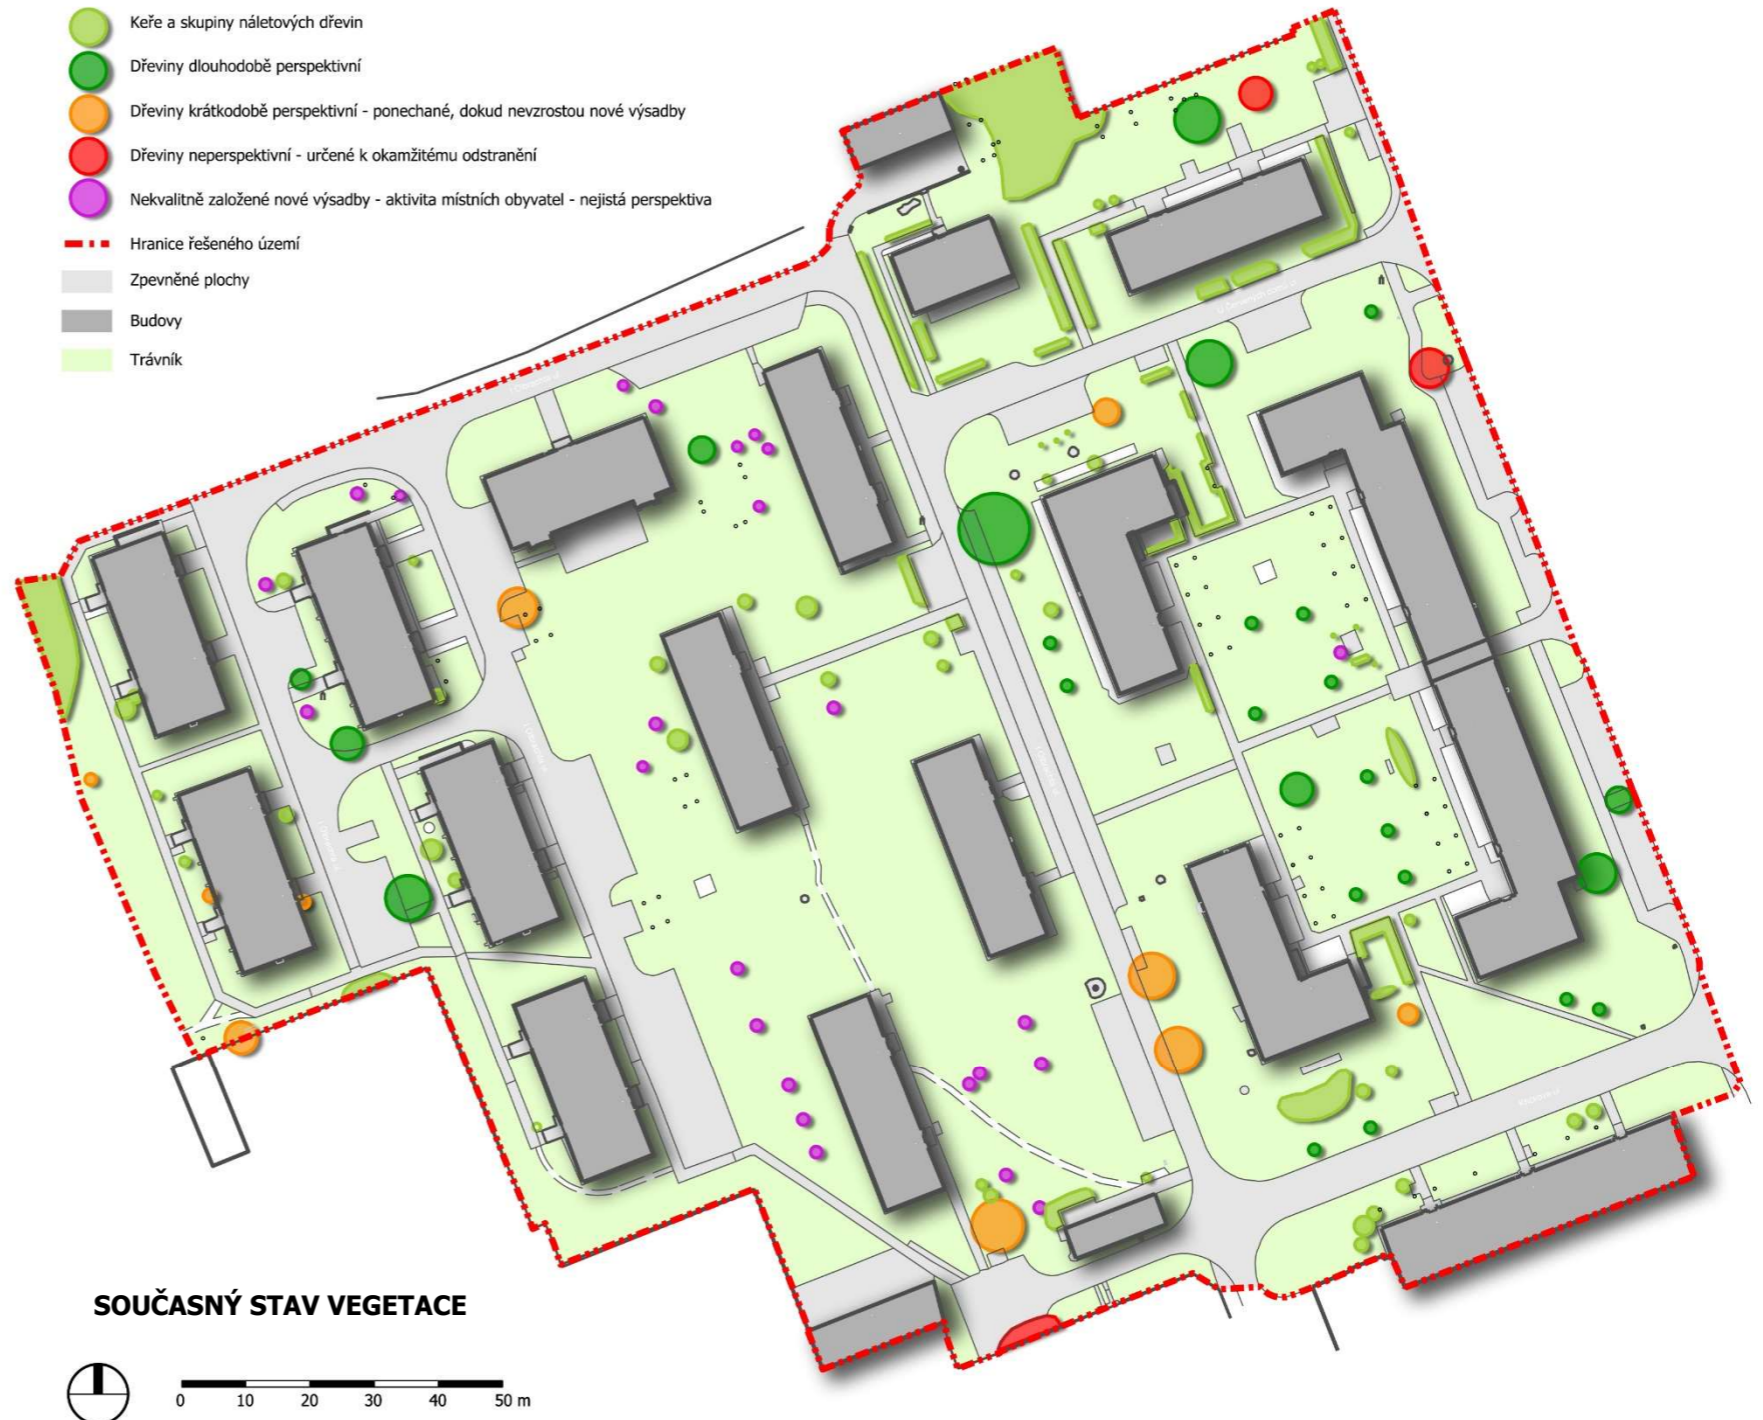 Keře a skupiny náletových dřevin
Dřeviny dlouhodobě perspektivní
Dřeviny krátkodobě perspektivní - ponechané, dokud nevzrostou nové výsadby
Dřeviny neperspektivní - určené k okamžitému odstranění
Nekvalitně založené nové výsadby - aktivita místních obyvatel - nejistá perspektiva
Hranice řešeného území
Zpevněné plochy
Budovy
Trávník
SOUČASNÝ STAV VEGETACE
0 10 20 30 40 50 m